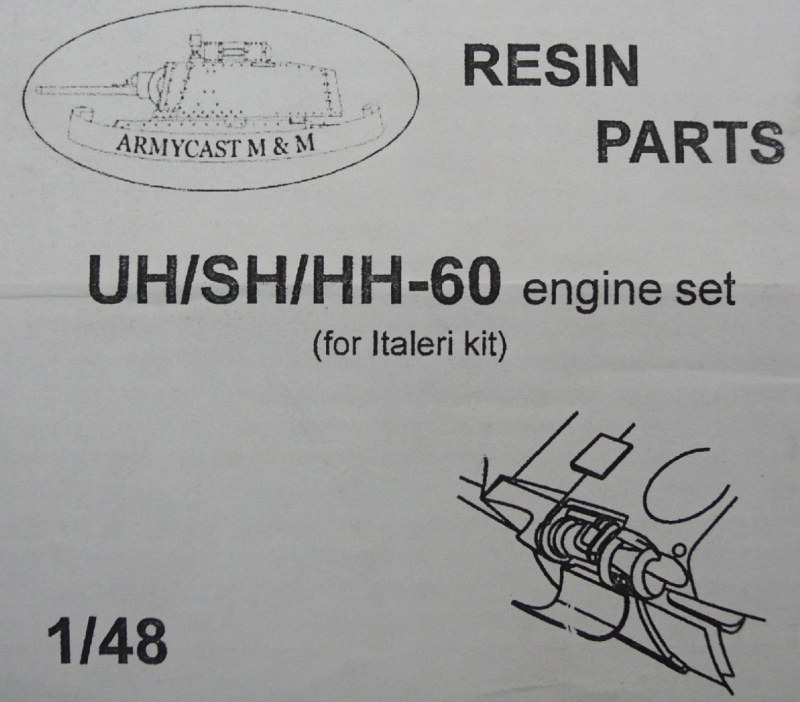 RESIN
PARTS
ARMYCAST M & M
UH/SH/HH-60 engine set
(for Italeri kit)
1/48